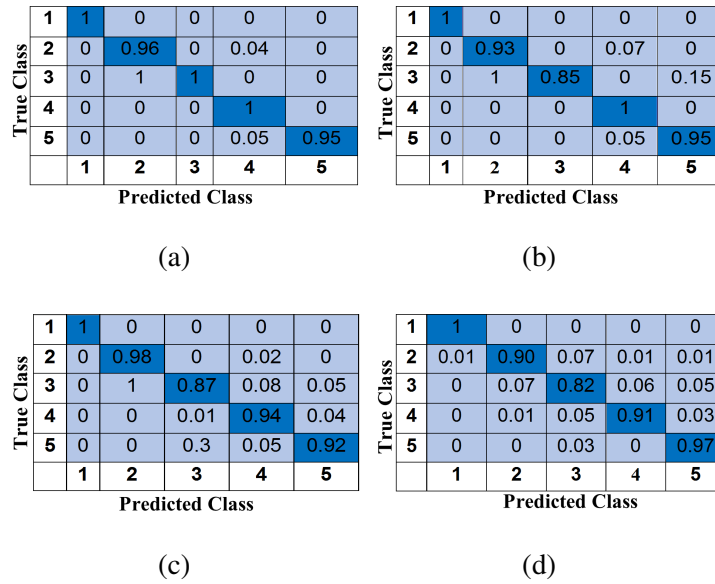 1 1 0 0 0 0
2 0 0.96 0 0.04 0
3 0 1 1 0 0
4 0 0 0 1 0
5 0 0 0 0.05 0.95
1 2 3 4 5
True Class
Predicted Class
(a)
1 1 0 0 0 0
2 0 0.93 0 0.07 0
3 0 1 0.85 0 0.15
4 0 0 0 1 0
5 0 0 0 0.05 0.95
1 2 3 4 5
True Class
Predicted Class
(b)
1 1 0 0 0 0
2 0 0.98 0 0.02 0
3 0 1 0.87 0.08 0.05
4 0 0 0.01 0.94 0.04
5 0 0 0.3 0.05 0.92
1 2 3 4 5
True Class
Predicted Class
(c)
1 1 0 0 0 0
2 0.01 0.90 0.07 0.01 0.01
3 0 0.07 0.82 0.06 0.05
4 0 0.01 0.05 0.91 0.03
5 0 0 0.03 0 0.97
1 2 3 4 5
True Class
Predicted Class
(d)